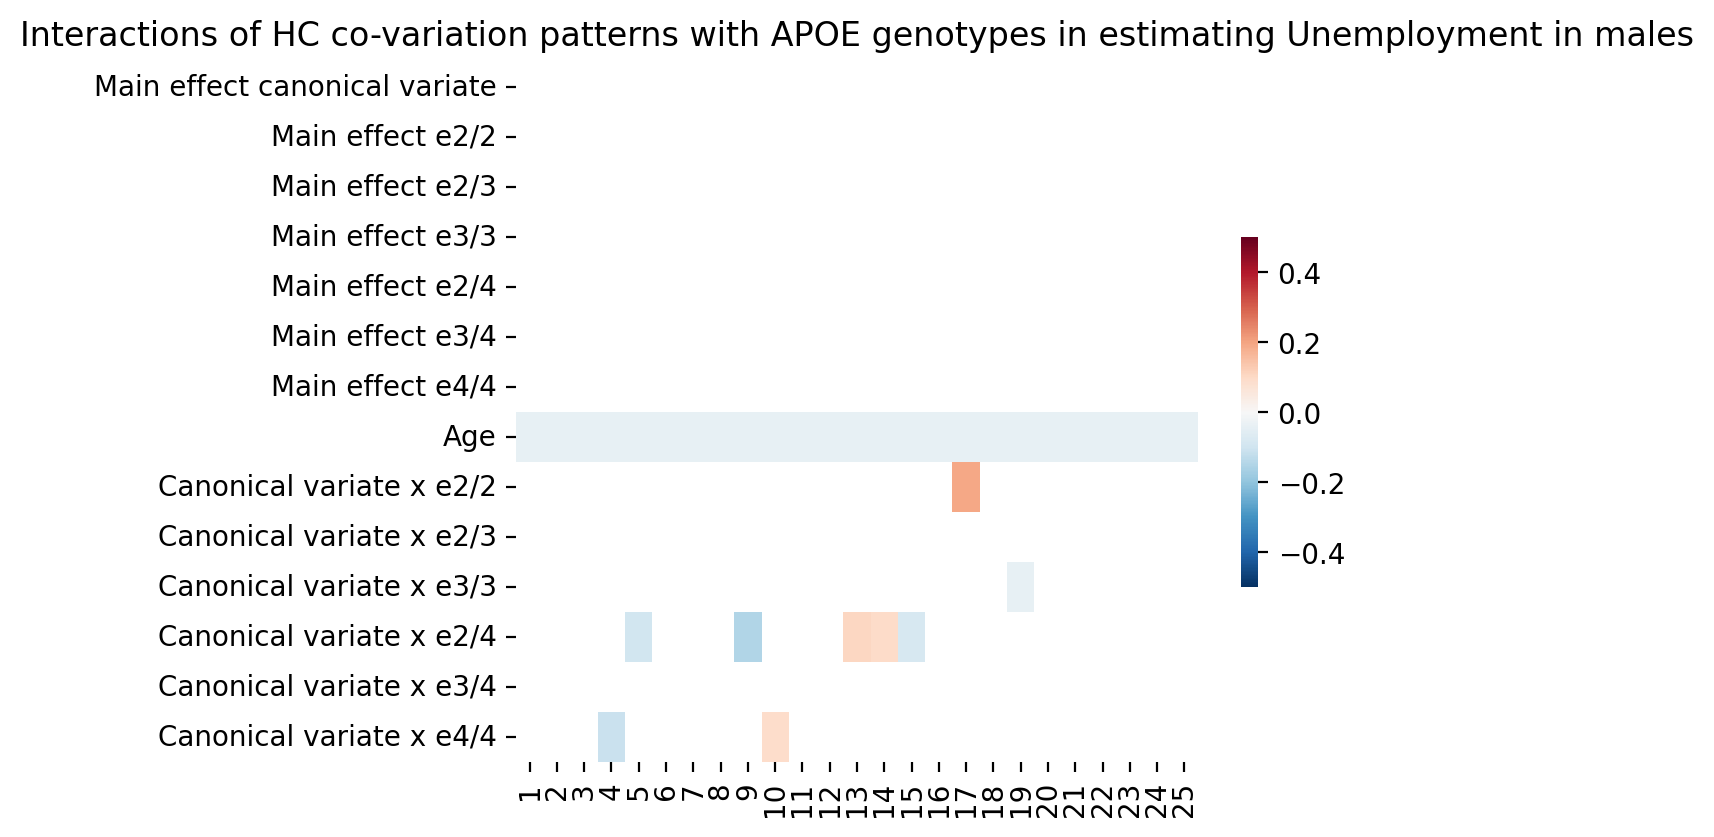 Interactions of HC co-variation patterns with APOE genotypes in estimating Unemployment in males
Main effect canonical variate
Main effect e2/2
Main effect e2/3
Main effect e3/3
Main effect e2/4
Main effect e3/4
Main effect e4/4
Age
Canonical variate x e2/2
Canonical variate x e2/3
Canonical variate x e3/3
Canonical variate x e2/4
Canonical variate x e3/4
Canonical variate x e4/4
1 2 3 4 5 6 7 8 9 10 11 12 13 14 15 16 17 18 19 20 21 22 23 24 25
0.4
0.2
0.0
−0.2
−0.4